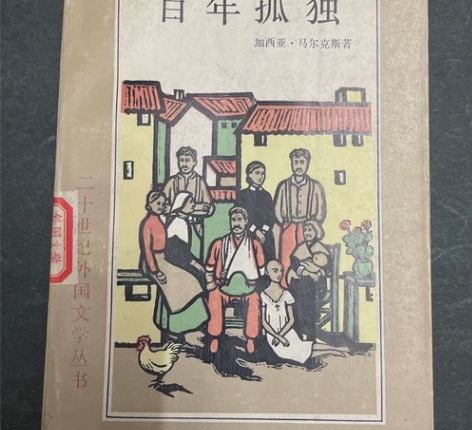 百年孤独
加西亚·马尔克斯著
二十世纪外国文学丛书